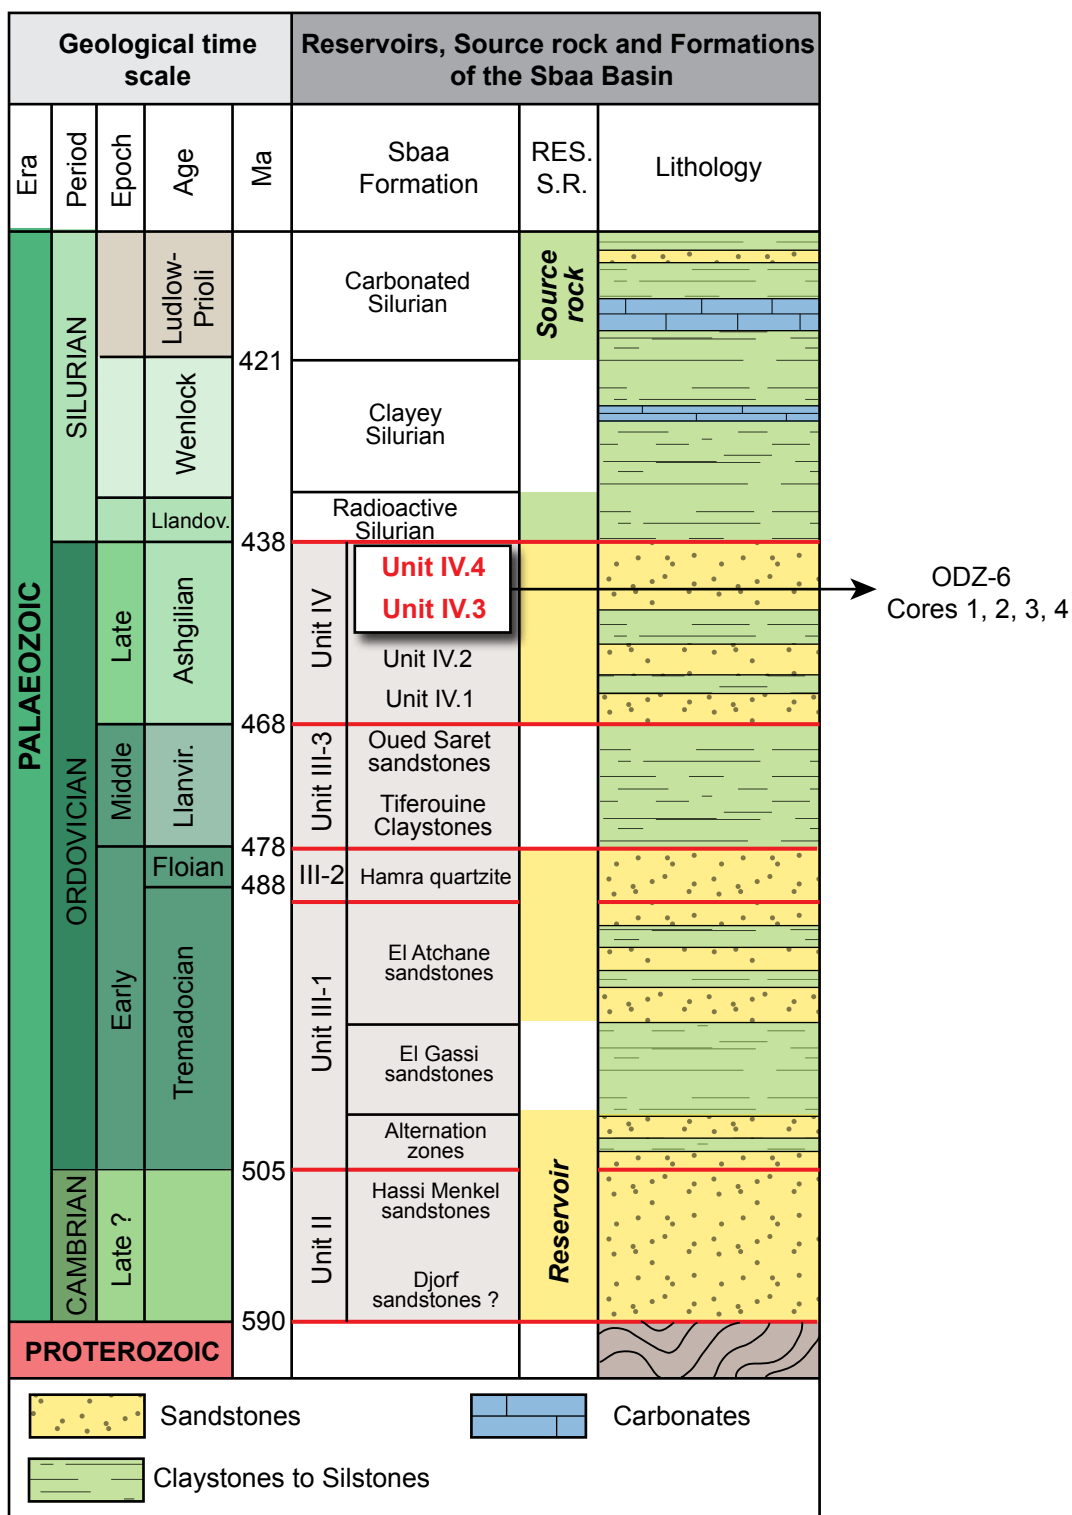 Geological time
scale
Reservoirs, Source rock and Formations
of the Sbaa Basin
Era
Period
Epoch
Age
Ma
Sbaa
Formation
RES.
S.R.
Lithology
PALAEOZOIC
SILURIAN
Ludlow-
Prioli
421
Carbonated
Silurian
Source
rock
Wenlock
Clayey
Silurian
Llandov.
Radioactive
Silurian
438
ORDOVICIAN
Late
Ashgilian
Unit IV
Unit IV.4
Unit IV.3
ODZ-6
Cores 1, 2, 3, 4
Unit IV.2
Unit IV.1
468
Middle
Llanvir.
Unit III-3
Oued Saret
sandstones
Tiferouine
Claystones
478
Early
Floian
488
III-2
Hamra quartzite
Tremadocian
Unit III-1
El Atchane
sandstones
El Gassi
sandstones
Alternation
zones
505
CAMBRIAN
Late ?
Unit II
Hassi Menkel
sandstones
Djorf
sandstones ?
Reservoir
590
PROTEROZOIC
Sandstones
Carbonates
Claystones to Silstones